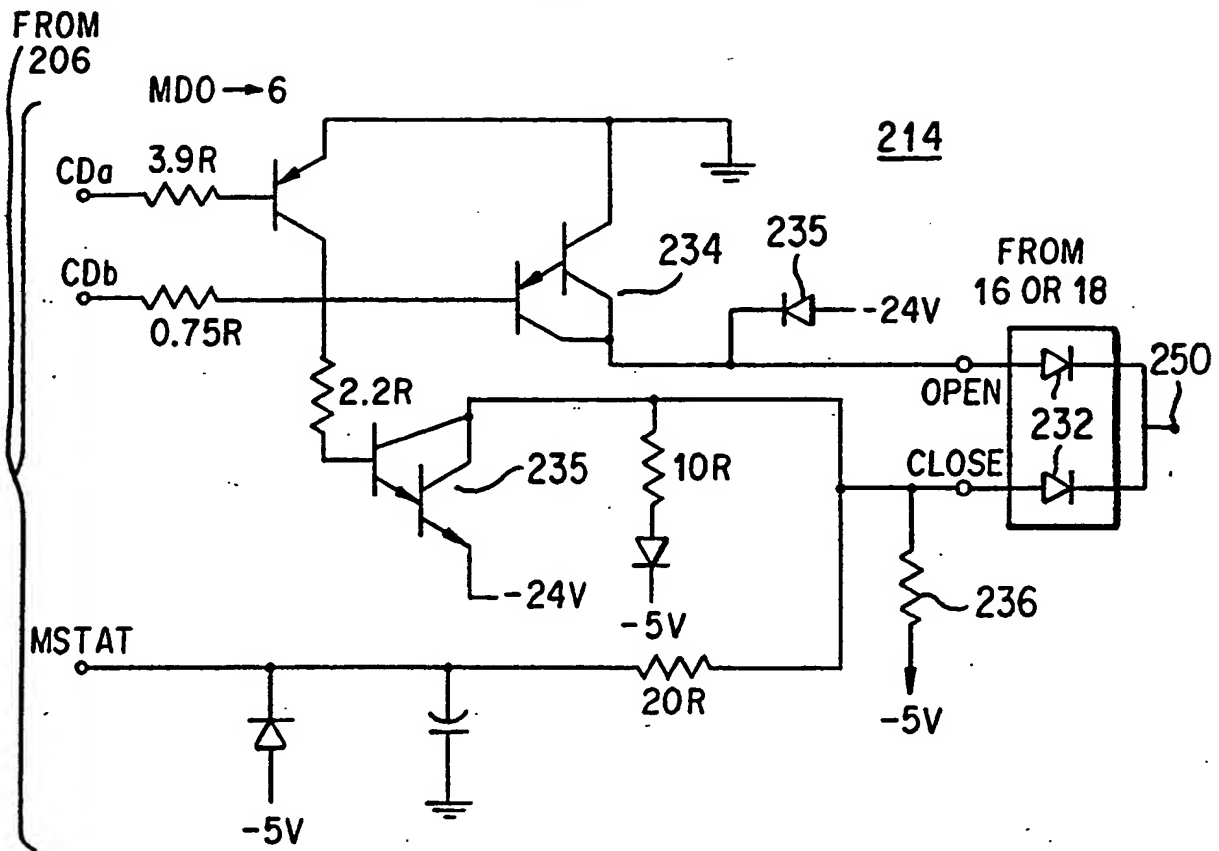 FROM
206
MDO → 6
214
CDa
3.9R
CDb
0.75R
234
235
-24V
FROM
16 OR 18
OPEN
250
2.2R
235
10R
CLOSE
232
-24V
-5V
236
MSTAT
20R
-5V
-5V